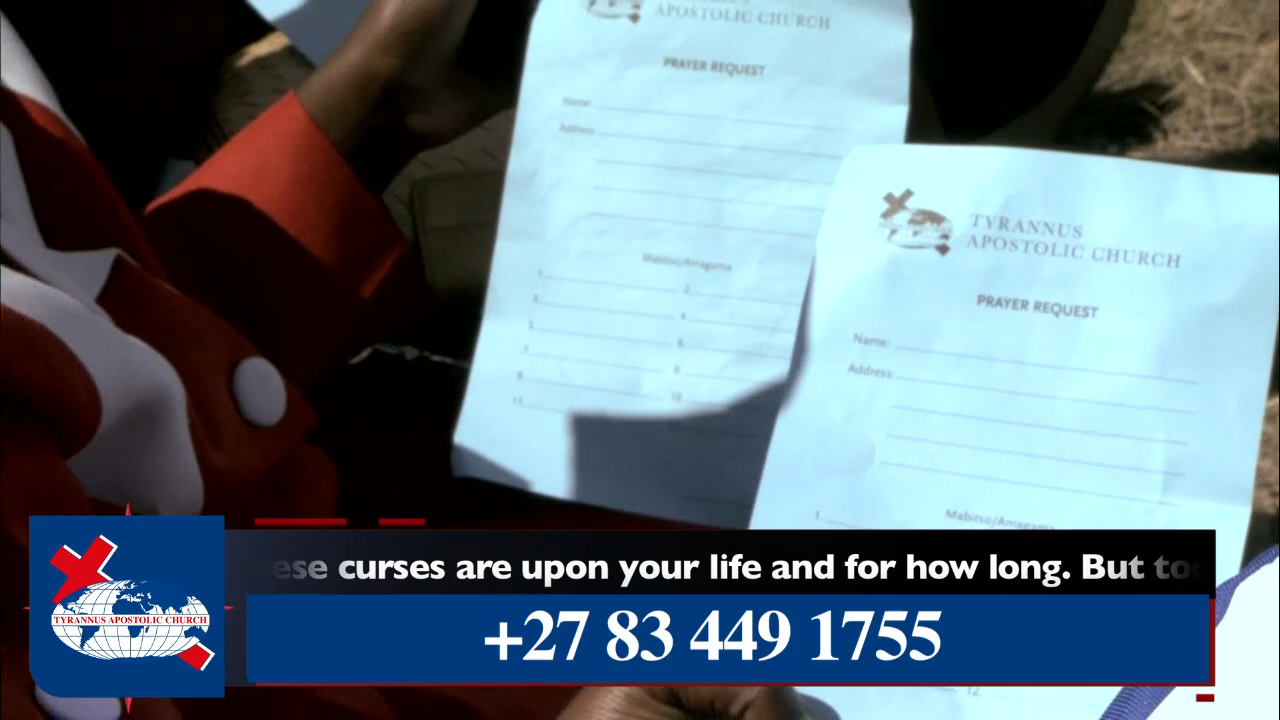 APOSTOLIC CHURCH
PRAYER REQUEST
Name:
Address:
Mabitso/Amagama
1
2
3
4
5
6
7
8
9
10
11
TYRANNUS
APOSTOLIC CHURCH
PRAYER REQUEST
Name:
Address:
Mabitso/Amagama
1
12
ese curses are upon your life and for how long. But to
TYRANNUS APOSTOLIC CHURCH
+27 83 449 1755